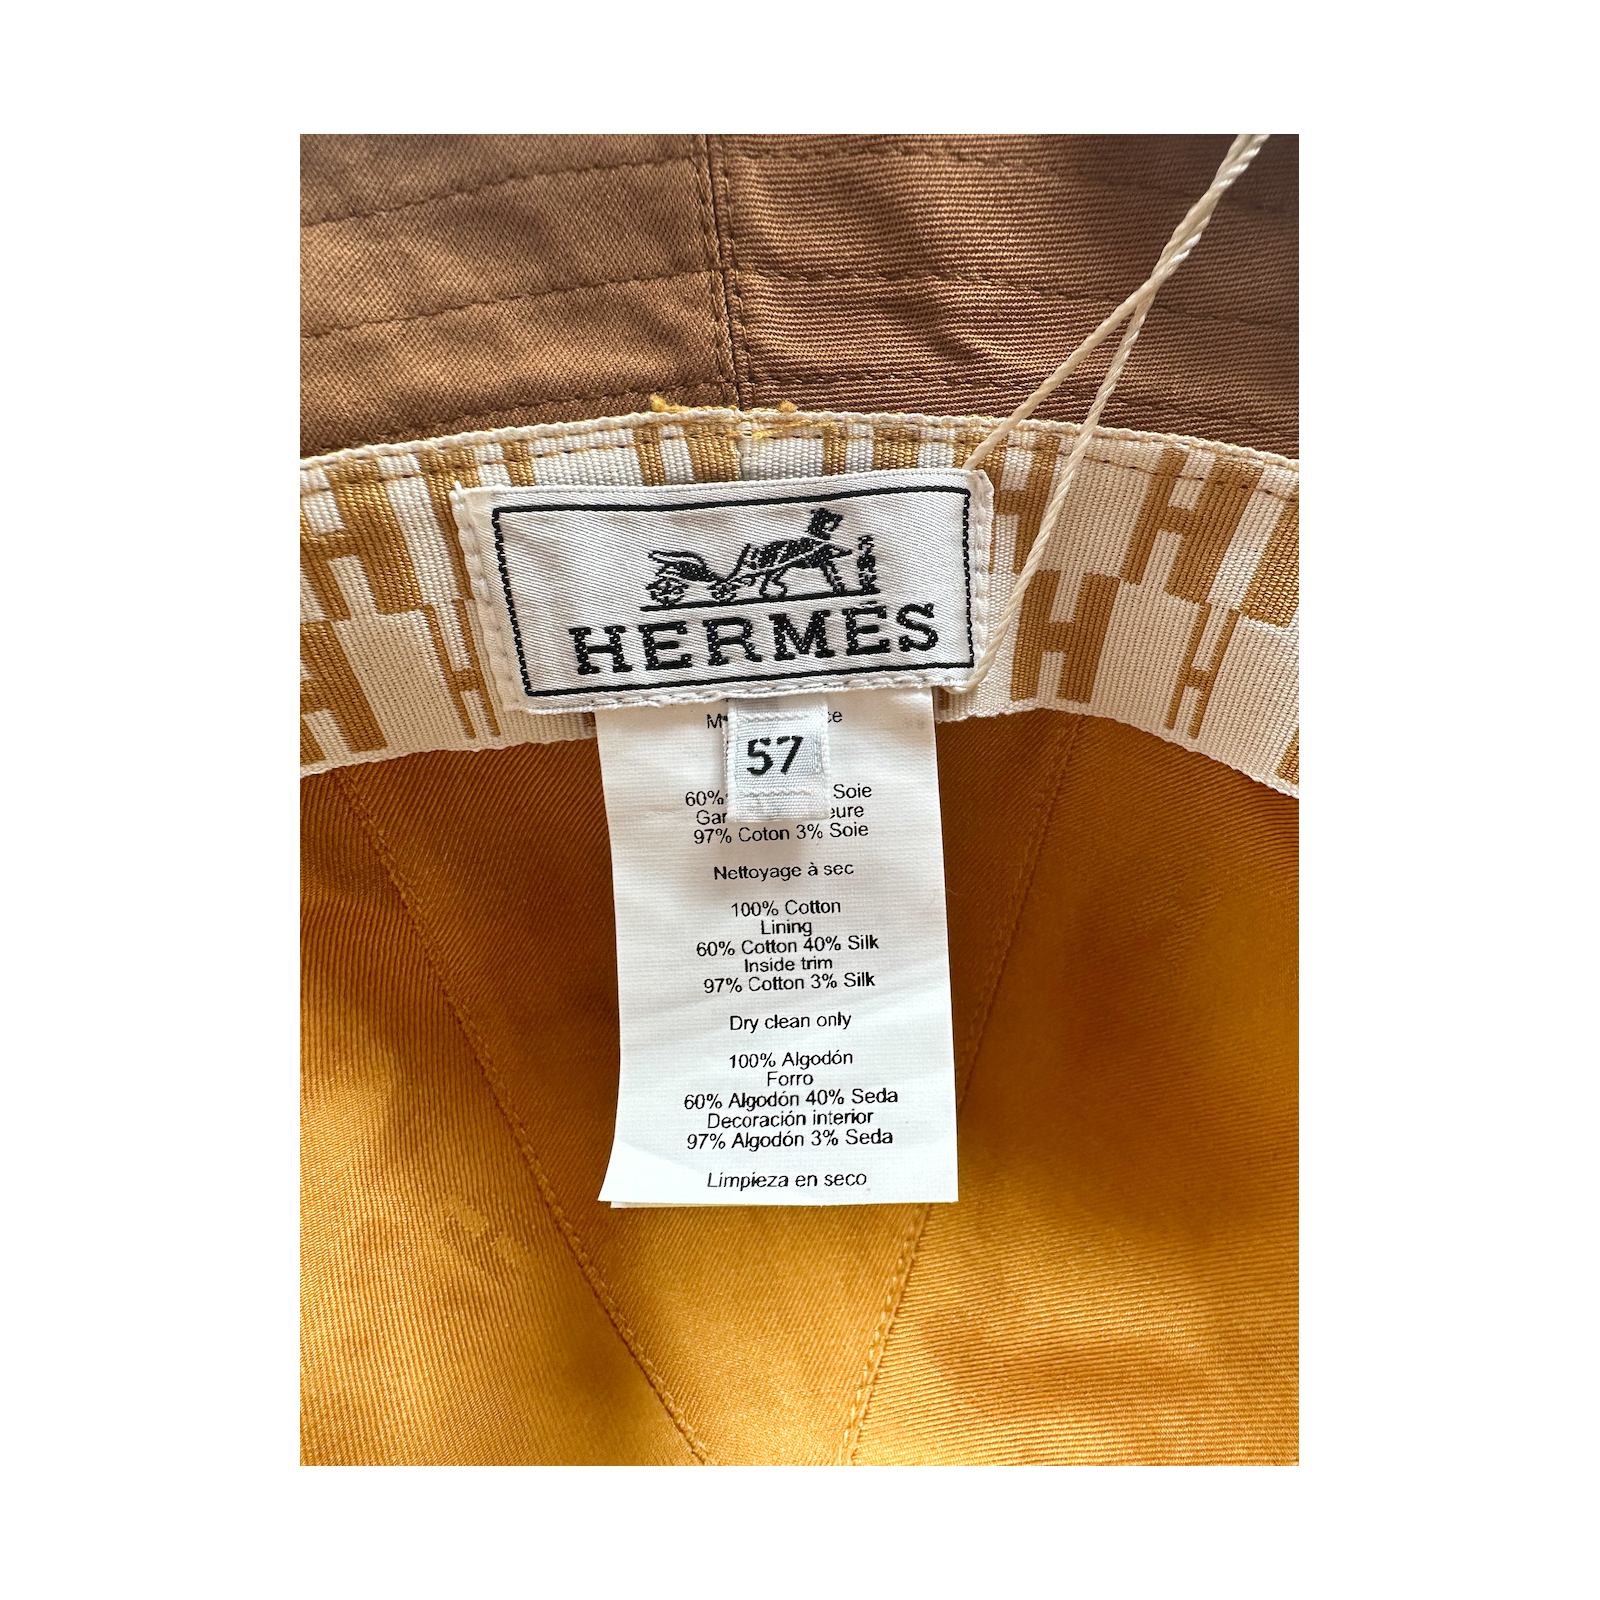 HERMES
57
60% Soie
97% Coton 3% Soie
Nettoyage à sec
100% Cotton
Lining
60% Cotton 40% Silk
Inside trim
97% Cotton 3% Silk
Dry clean only
100% Algodón
Forro
60% Algodón 40% Seda
Decoración interior
97% Algodón 3% Seda
Limpieza en seco